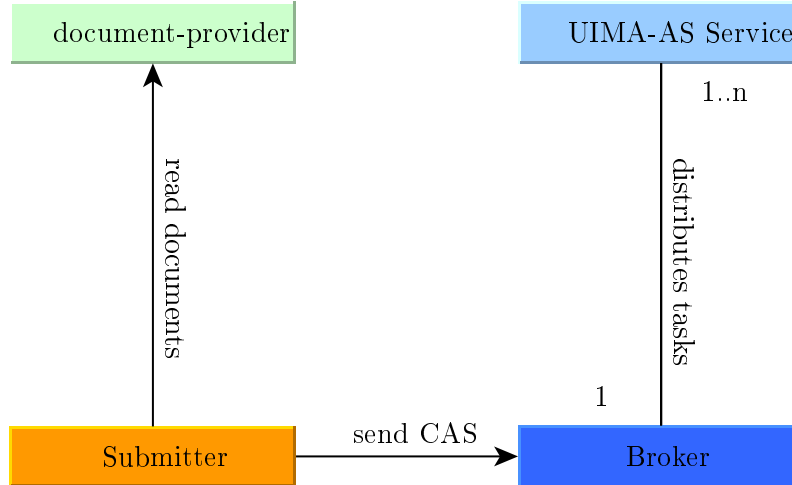 document-provider
UIMA-AS Service
1..n
read documents
distributes tasks
1
send CAS
Submitter
Broker